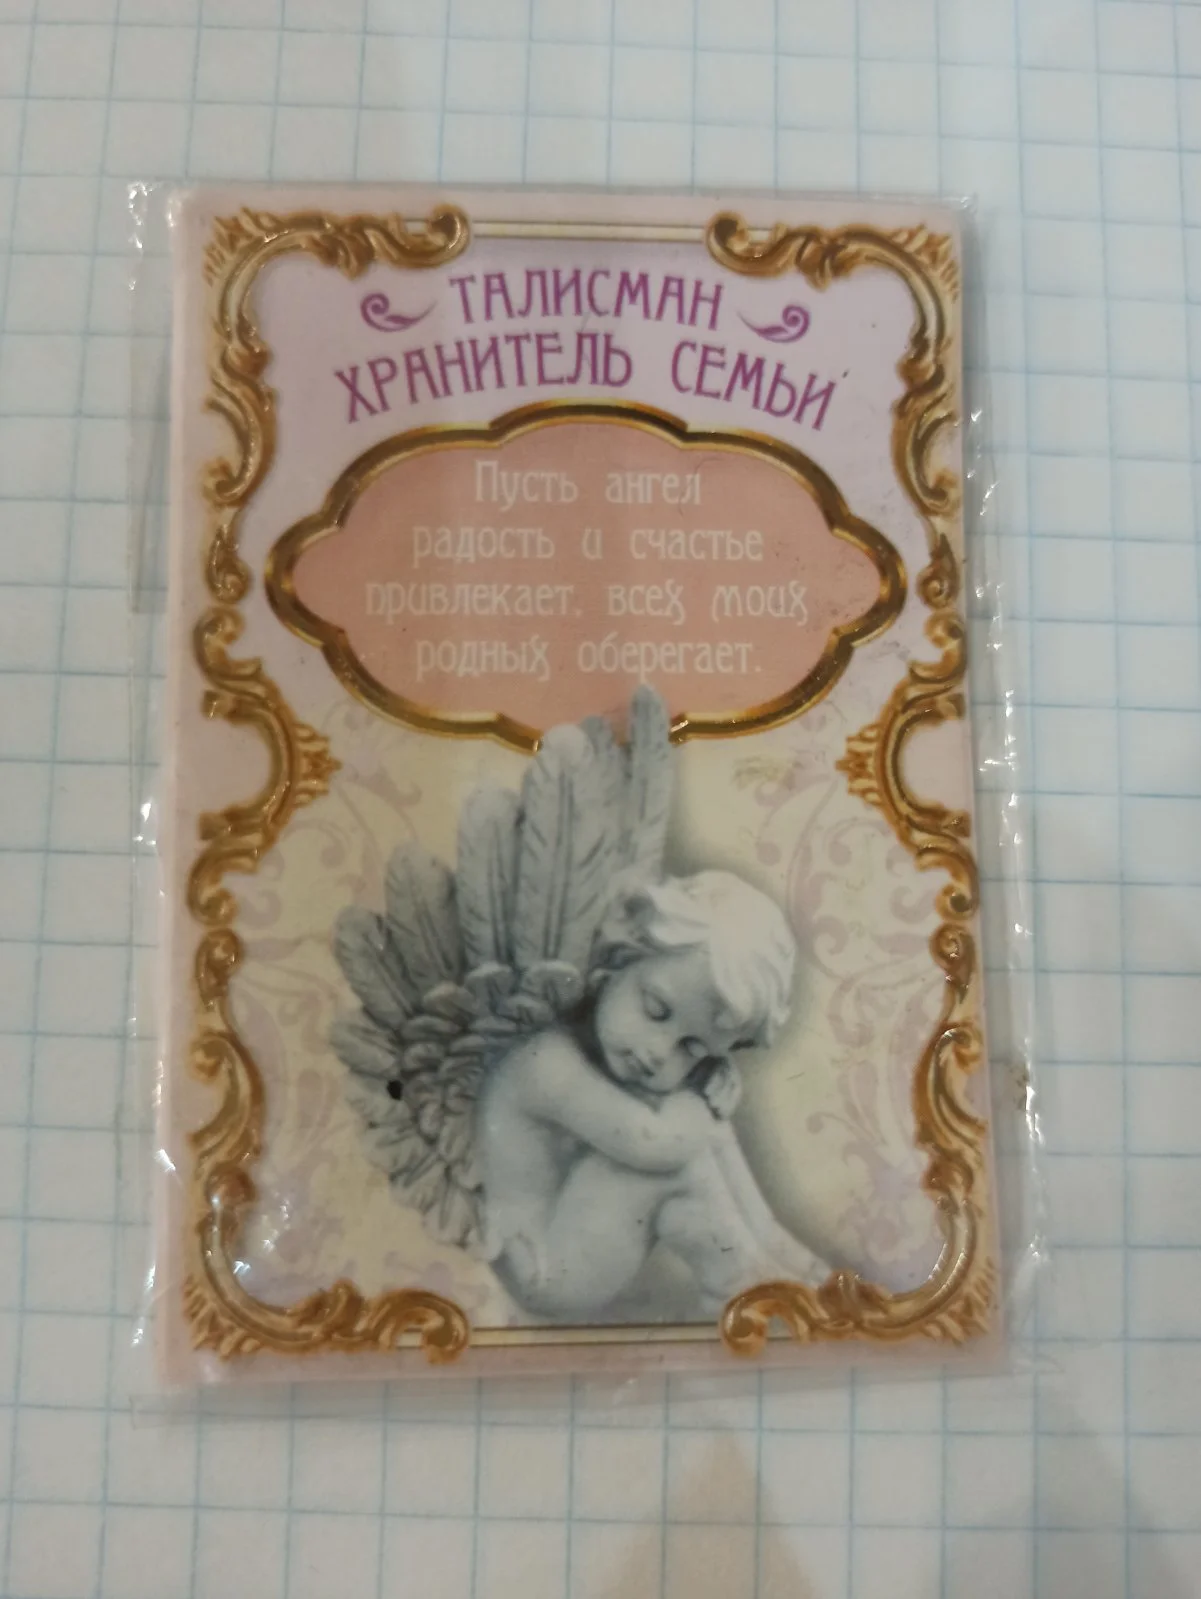 ТАЛИСМАН
ХРАНИТЕЛЬ СЕМЬИ
Пусть ангел
радость и счастье
привлекает, всех моих
родных оберегает.